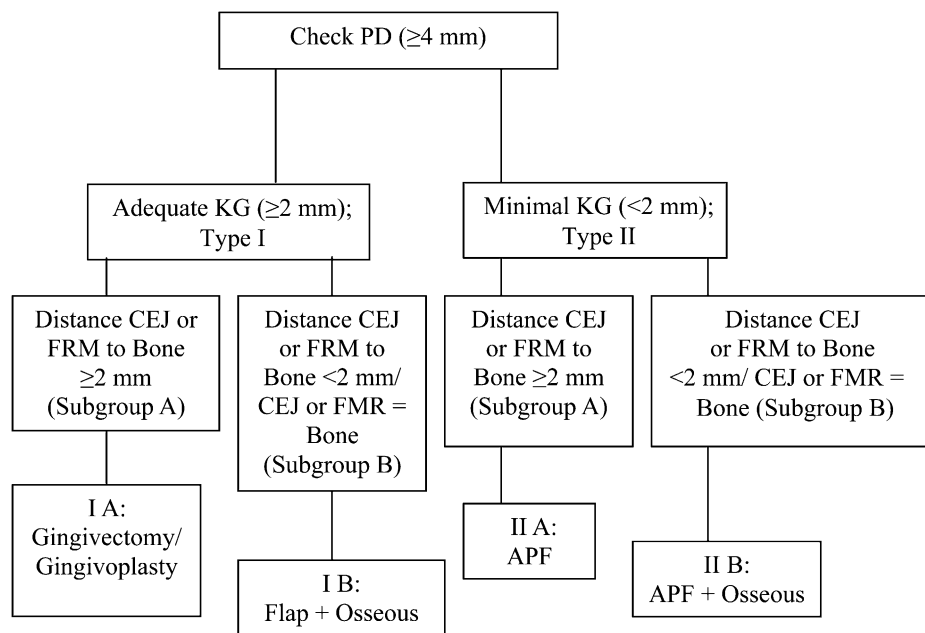 Check PD (≥4 mm)
Adequate KG (≥2 mm);
Type I
Minimal KG (<2 mm);
Type II
Distance CEJ or
FRM to Bone
≥2 mm
(Subgroup A)
Distance CEJ
or FRM to
Bone <2 mm/
CEJ or FMR =
Bone
(Subgroup B)
Distance CEJ
or FRM to
Bone ≥2 mm
(Subgroup A)
Distance CEJ
or FRM to Bone
<2 mm/ CEJ or FMR =
Bone (Subgroup B)
I A:
Gingivectomy/
Gingivoplasty
I B:
Flap + Osseous
II A:
APF
II B:
APF + Osseous